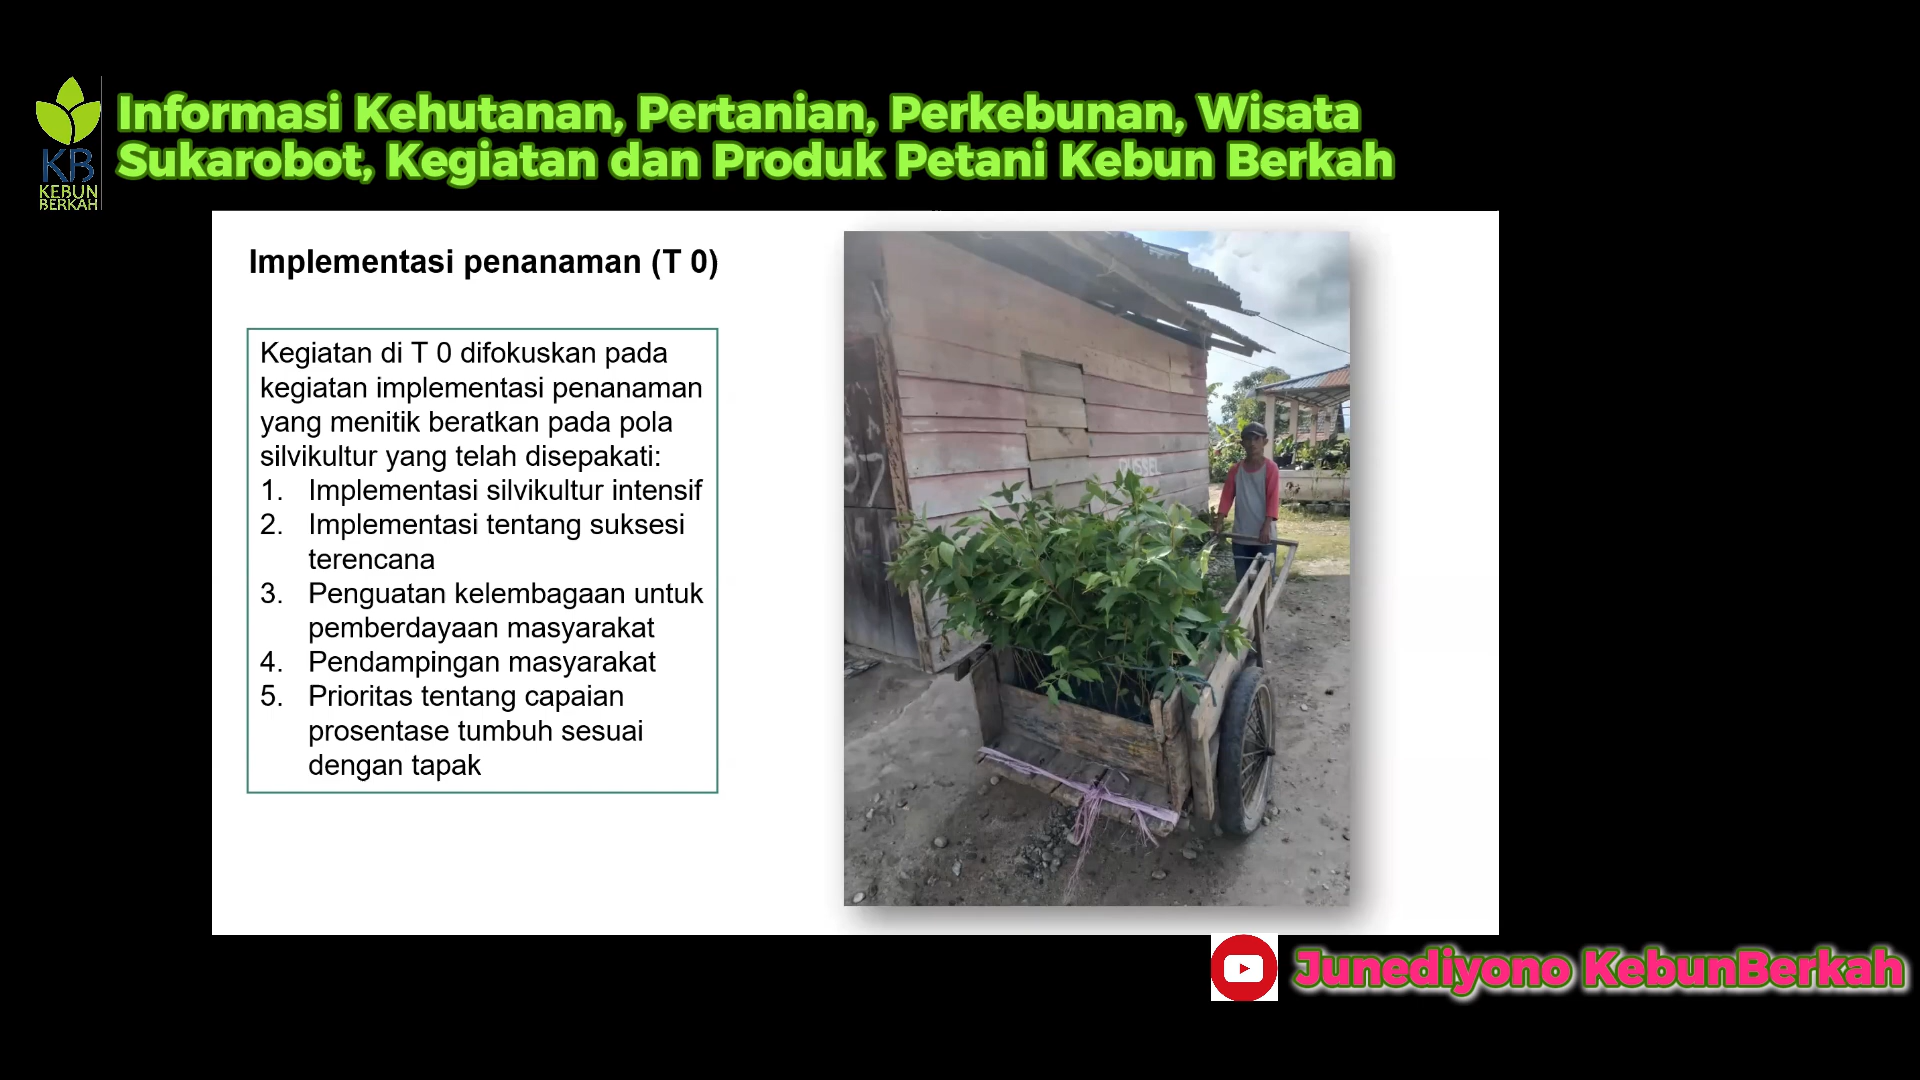 Informasi Kehutanan, Pertanian, Perkebunan, Wisata
Sukarobot, Kegiatan dan Produk Petani Kebun Berkah
KB
KEBUN
BERKAH
Implementasi penanaman (T 0)
Kegiatan di T 0 difokuskan pada
kegiatan implementasi penanaman
yang menitik beratkan pada pola
silvikultur yang telah disepakati:
1. Implementasi silvikultur intensif
2. Implementasi tentang suksesi
terencana
3. Penguatan kelembagaan untuk
pemberdayaan masyarakat
4. Pendampingan masyarakat
5. Prioritas tentang capaian
prosentase tumbuh sesuai
dengan tapak
Junediyono KebunBerkah